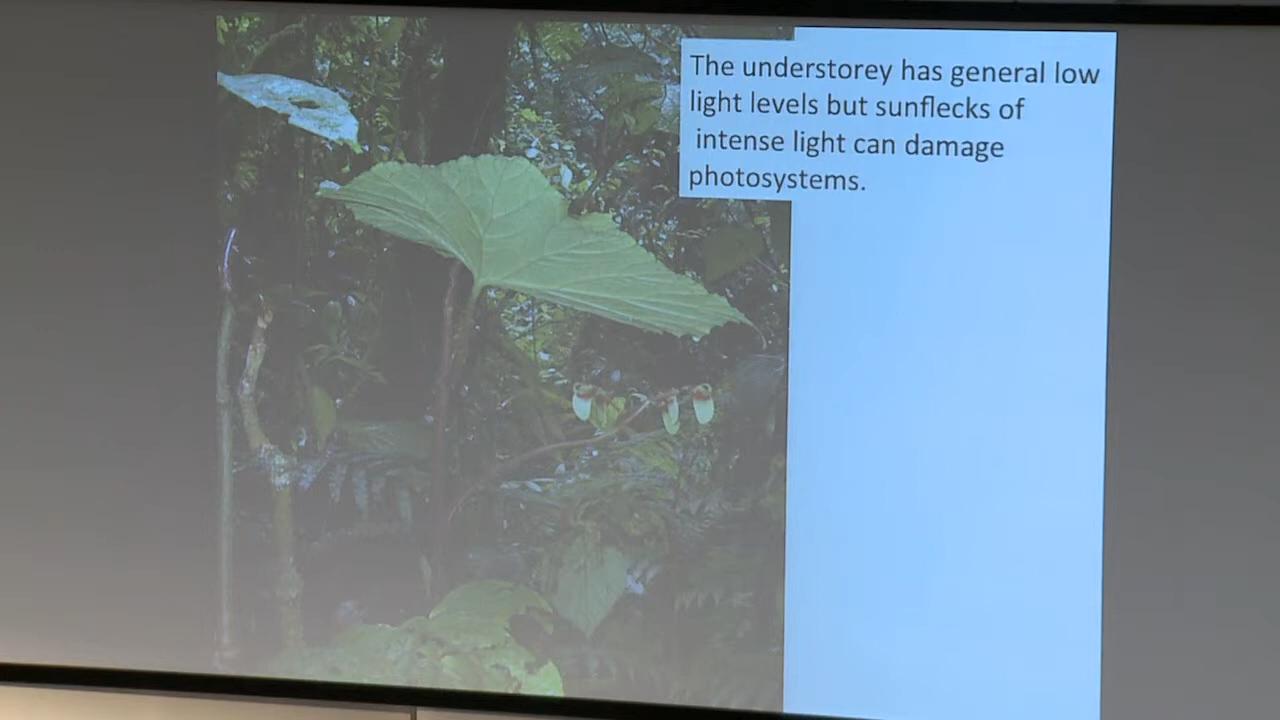 The understorey has general low
light levels but sunflecks of
intense light can damage
photosystems.